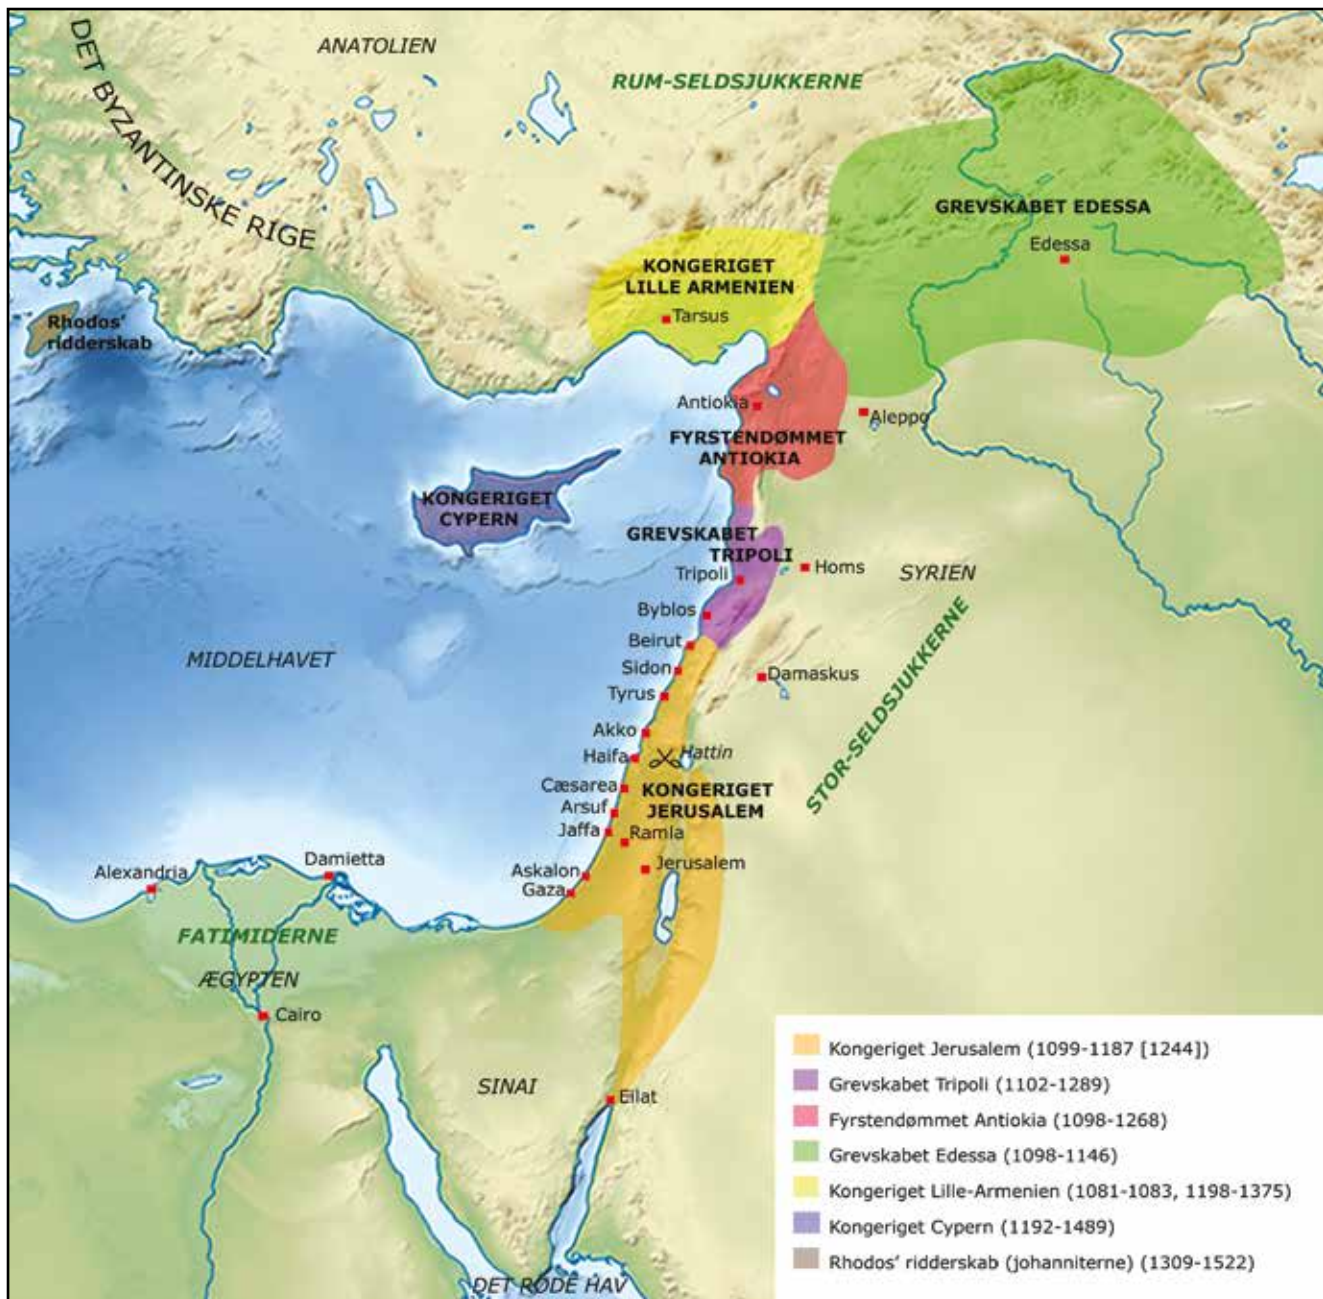 ANATOLIEN
DET BYZANTINSKE RIGE
RUM-SELDSJUKKERNE
GREVSKABET EDESSA
Edessa
KONGERIGET
LILLE ARMENIEN
Tarsus
Rhodos'
ridderskab
Antiokia
Aleppo
FYRSTENDØMMET
ANTIOKIA
KONGERIGET
CYPERN
GREVSKABET
TRIPOLI
Tripoli
Homs
SYRIEN
Byblos
Beirut
MIDDELHAVET
Sidon
Damaskus
Tyrus
STOR-SELDSJUKKERNE
Akko
Haifa
Hattin
Cæsarea
KONGERIGET
JERUSALEM
Arsuf
Jaffa
Ramla
Jerusalem
Askalon
Gaza
Alexandria
Damietta
FATIMIDERNE
ÆGYPTEN
Cairo
SINAI
Eilat
DET RØDE HAV
Kongeriget Jerusalem (1099-1187 [1244])
Grevskabet Tripoli (1102-1289)
Fyrstendømmet Antiokia (1098-1268)
Grevskabet Edessa (1098-1146)
Kongeriget Lille-Armenien (1081-1083, 1198-1375)
Kongeriget Cypern (1192-1489)
Rhodos' ridderskab (johanniterne) (1309-1522)